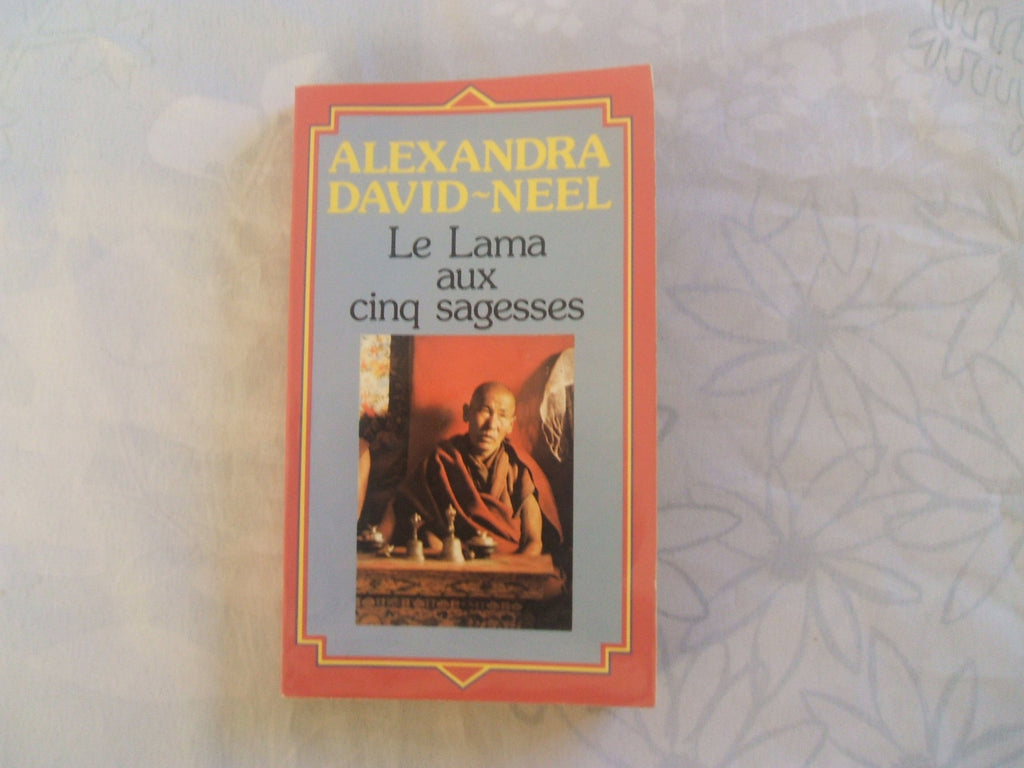 ALEXANDRA
DAVID~NEEL
Le Lama
aux
cinq sagesses